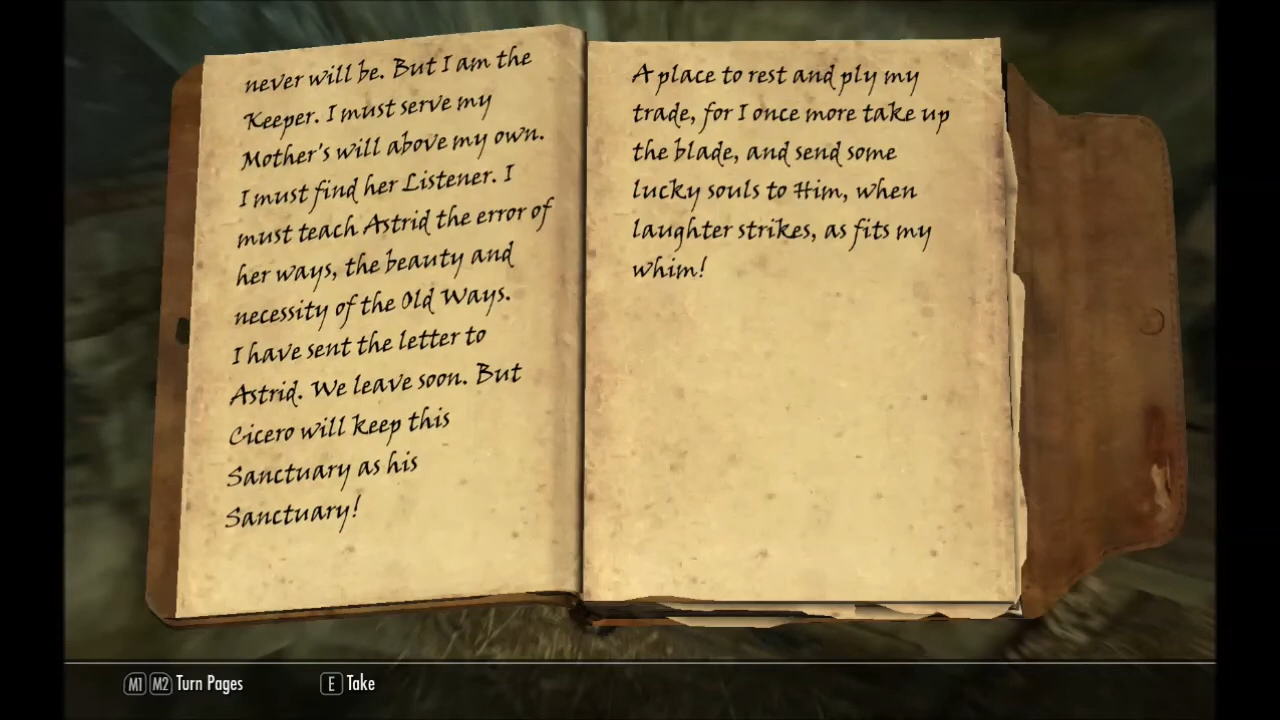 never will be. But I am the
Keeper. I must serve my
Mother's will above my own.
I must find her Listener. I
must teach Astrid the error of
her ways, the beauty and
necessity of the Old Ways.
I have sent the letter to
Astrid. We leave soon. But
Cicero will keep this
Sanctuary as his
Sanctuary!
A place to rest and ply my
trade, for I once more take up
the blade, and send some
lucky souls to Him, when
laughter strikes, as fits my
whim!
M1 M2 Turn Pages
E Take